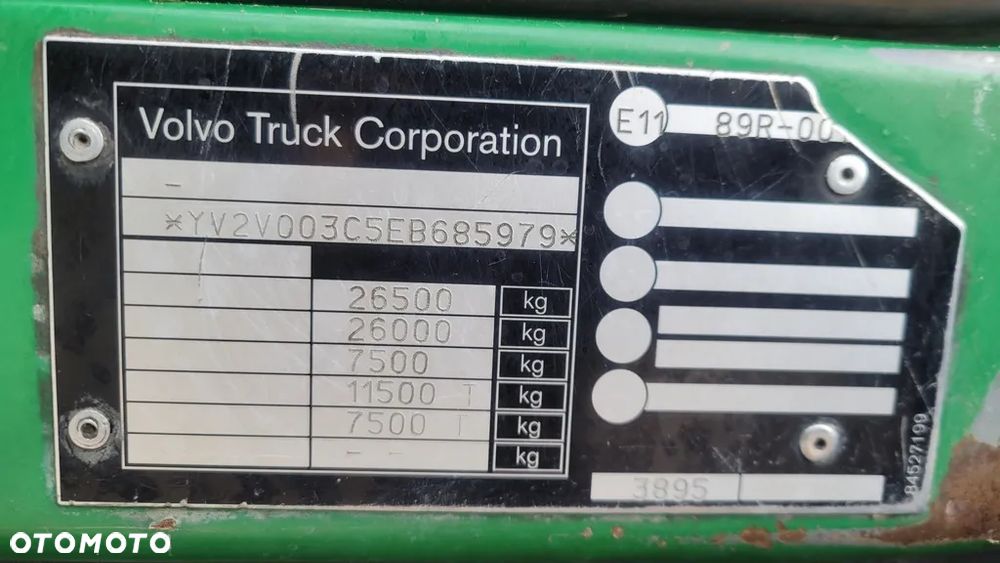 Volvo Truck Corporation
-
*YV2V003C5EB685979*
26500 kg
26000 kg
7500 kg
11500 T kg
7500 T kg
- - kg
E11 89R-00
3895
84527199
OTOMOTO